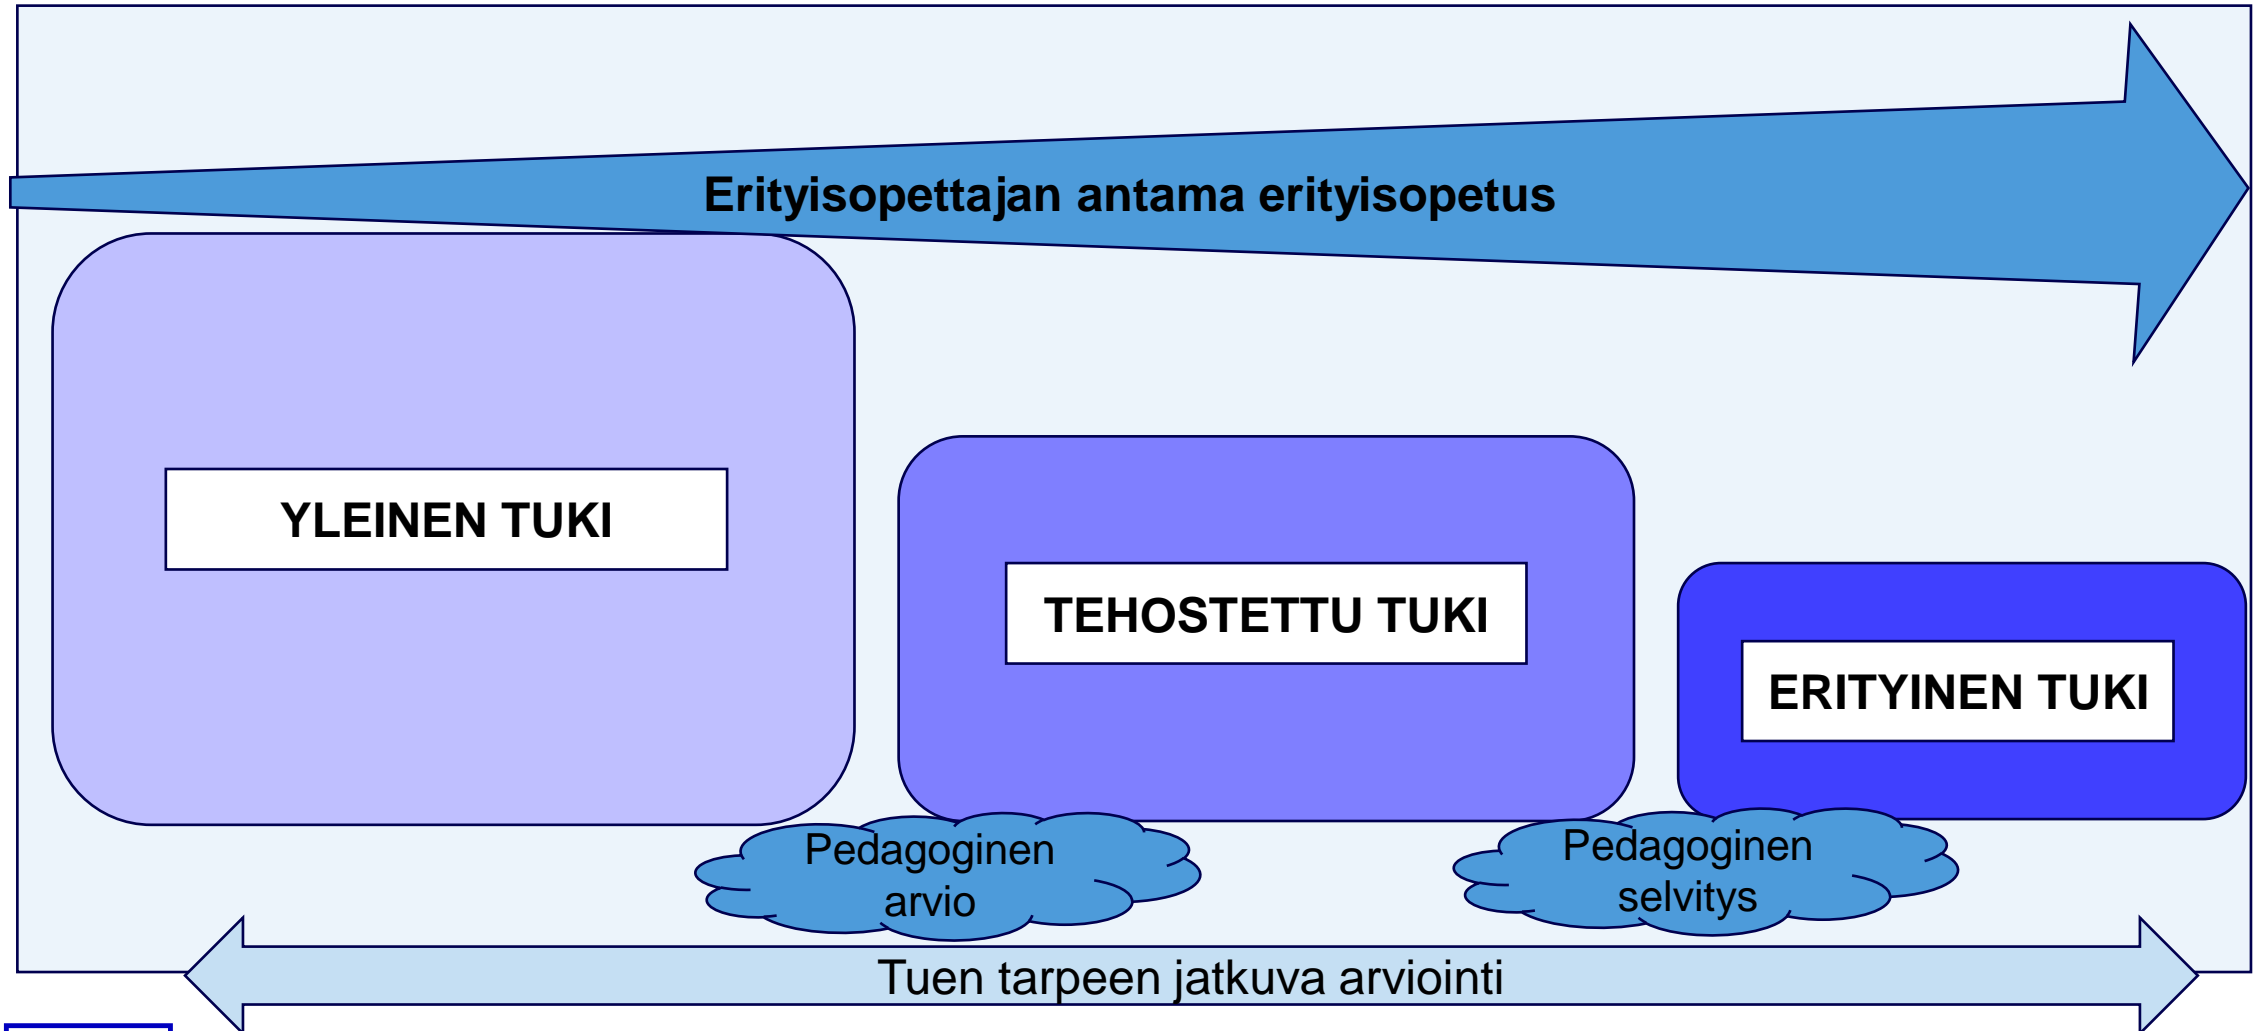 Erityisopettajan antama erityisopetus
YLEINEN TUKI
TEHOSTETTU TUKI
ERITYINEN TUKI
Pedagoginen
arvio
Pedagoginen
selvitys
Tuen tarpeen jatkuva arviointi